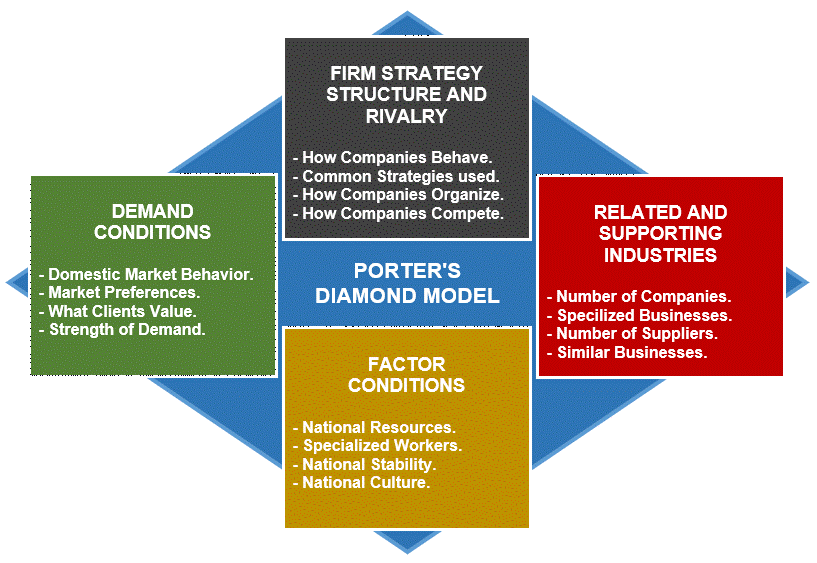 FIRM STRATEGY
STRUCTURE AND
RIVALRY
- How Companies Behave.
- Common Strategies used.
- How Companies Organize.
- How Companies Compete.
DEMAND
CONDITIONS
- Domestic Market Behavior.
- Market Preferences.
- What Clients Value.
- Strength of Demand.
PORTER'S
DIAMOND MODEL
RELATED AND
SUPPORTING
INDUSTRIES
- Number of Companies.
- Specilized Businesses.
- Number of Suppliers.
- Similar Businesses.
FACTOR
CONDITIONS
- National Resources.
- Specialized Workers.
- National Stability.
- National Culture.